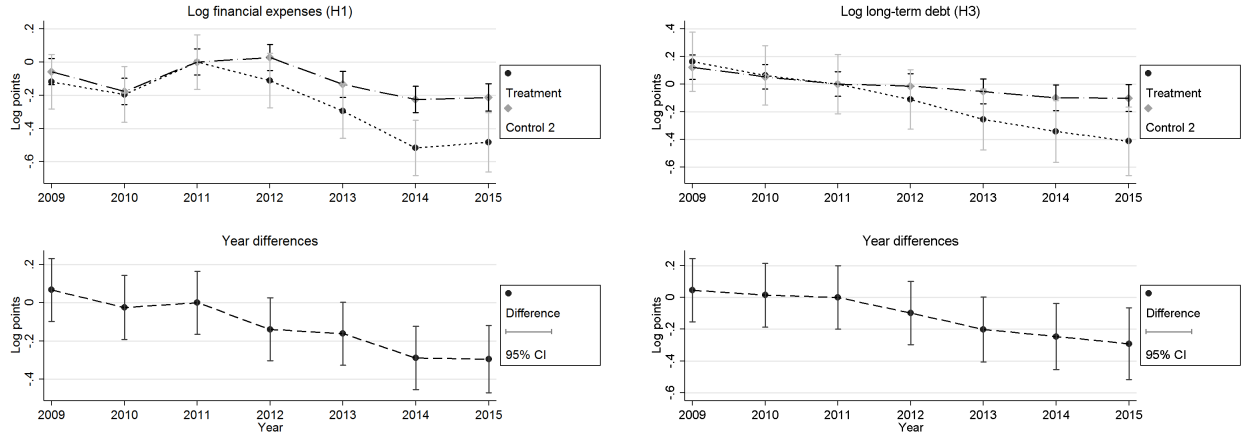 Log financial expenses (H1)
Log points
.2
0
-.2
-.4
-.6
2009 2010 2011 2012 2013 2014 2015
Treatment
Control 2
Log long-term debt (H3)
Log points
.4
.2
0
-.2
-.4
-.6
2009 2010 2011 2012 2013 2014 2015
Treatment
Control 2
Year differences
Log points
.2
0
-.2
-.4
2009 2010 2011 2012 2013 2014 2015
Year
Difference
95% CI
Year differences
Log points
.2
0
-.2
-.4
-.6
2009 2010 2011 2012 2013 2014 2015
Year
Difference
95% CI